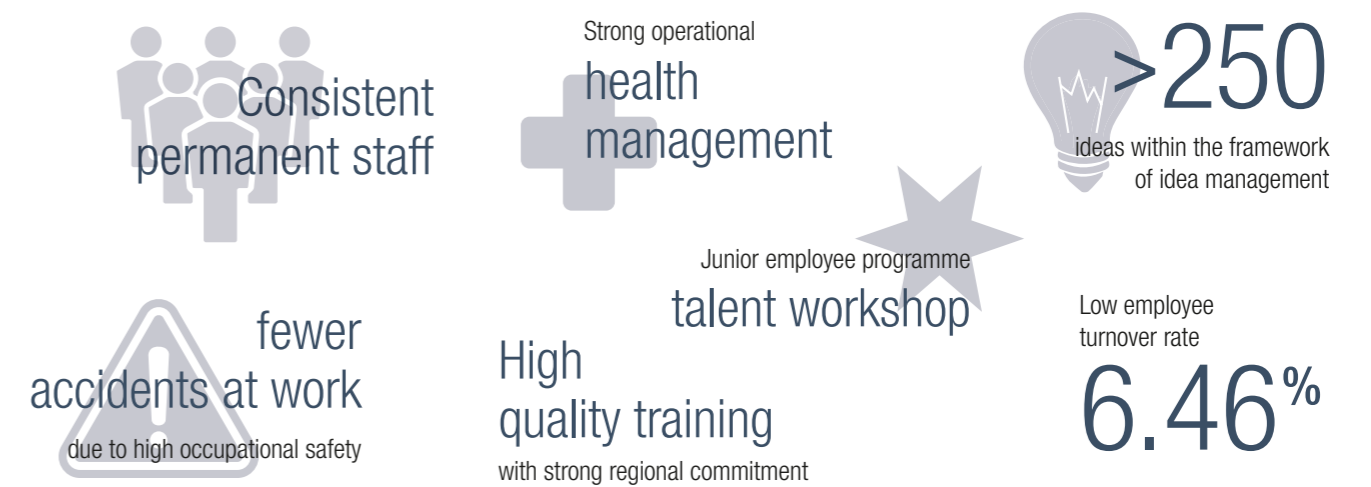 Consistent
permanent staff
Strong operational
health
management
>250
ideas within the framework
of idea management
fewer
accidents at work
due to high occupational safety
Junior employee programme
talent workshop
High
quality training
with strong regional commitment
Low employee
turnover rate
6.46%